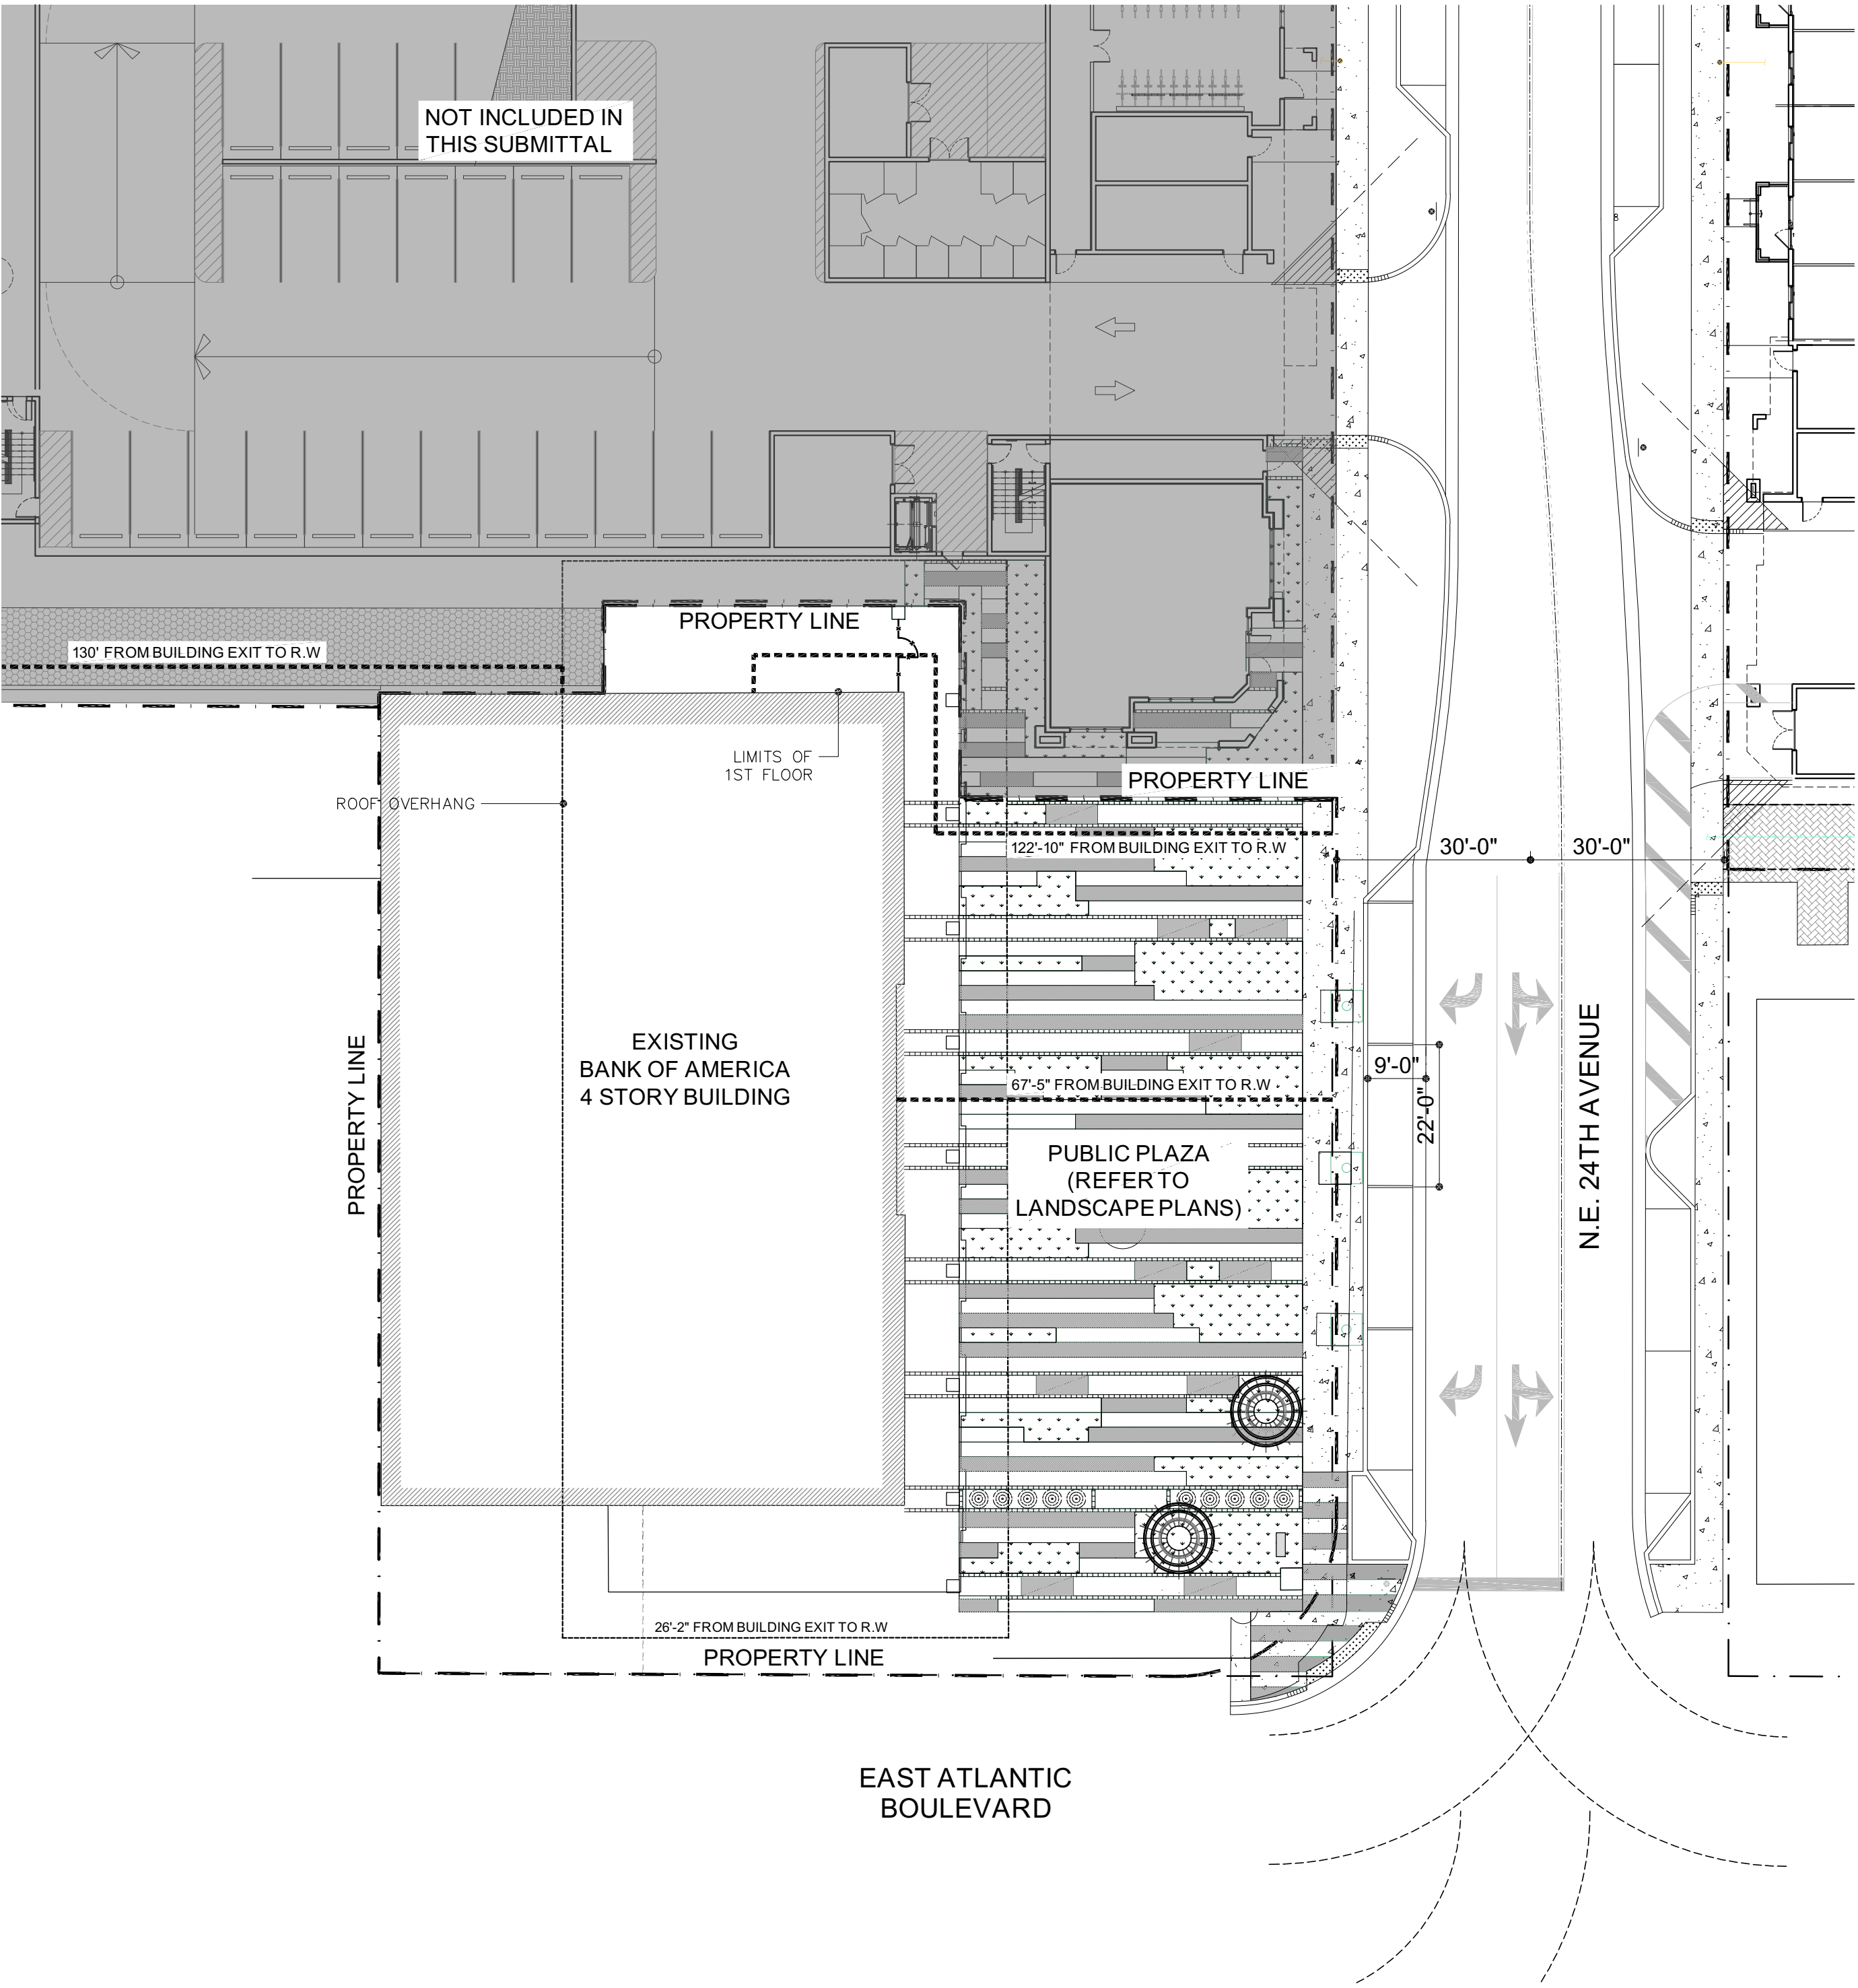 NOT INCLUDED IN
THIS SUBMITTAL
8
PROPERTY LINE
130' FROM BUILDING EXIT TO R.W
LIMITS OF
1ST FLOOR
PROPERTY LINE
ROOF OVERHANG
122'-10" FROM BUILDING EXIT TO R.W
30'-0"
30'-0"
EXISTING
BANK OF AMERICA
4 STORY BUILDING
PROPERTY LINE
67'-5" FROM BUILDING EXIT TO R.W
9'-0"
22'-0"
N.E. 24TH AVENUE
PUBLIC PLAZA
(REFER TO
LANDSCAPE PLANS)
26'-2" FROM BUILDING EXIT TO R.W
PROPERTY LINE
EAST ATLANTIC
BOULEVARD